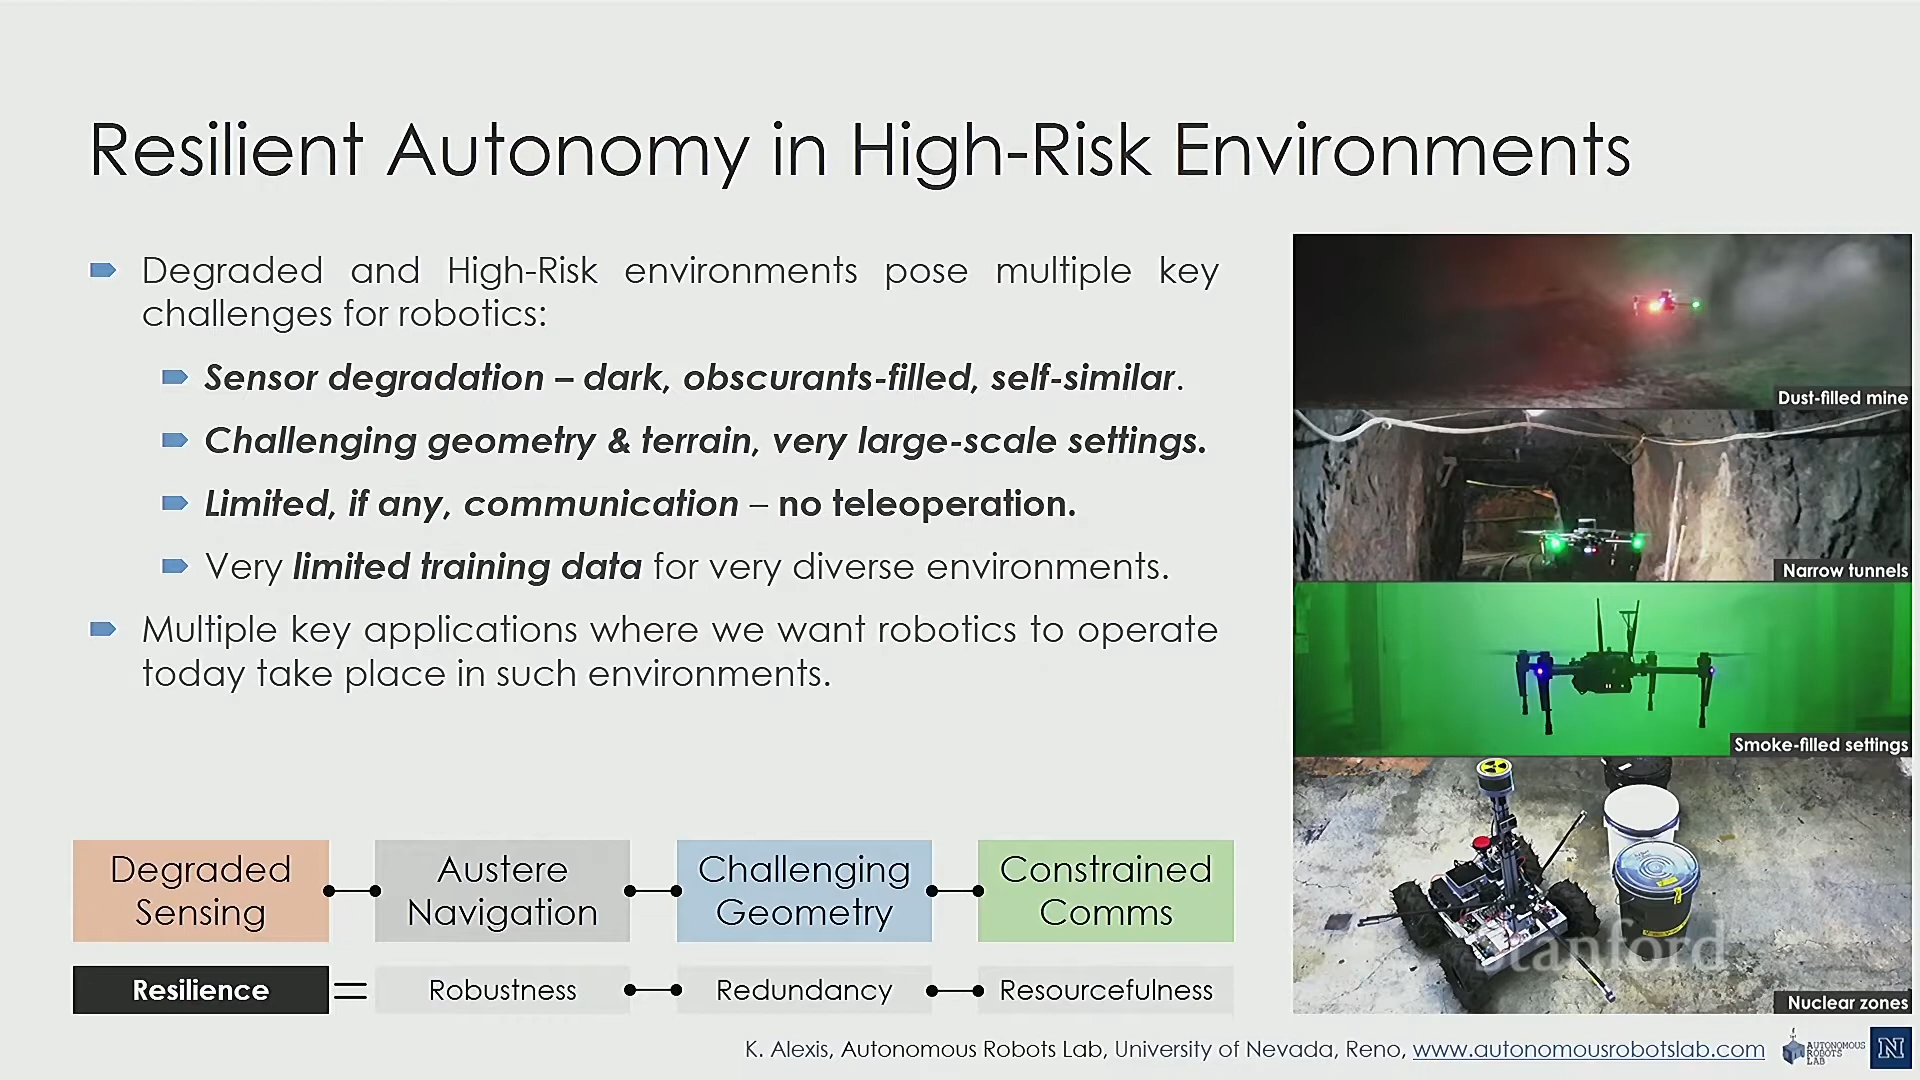 Resilient Autonomy in High-Risk Environments
Degraded and High-Risk environments pose multiple key
challenges for robotics:
Sensor degradation – dark, obscurants-filled, self-similar.
Challenging geometry & terrain, very large-scale settings.
Limited, if any, communication – no teleoperation.
Very limited training data for very diverse environments.
Multiple key applications where we want robotics to operate
today take place in such environments.
Dust-filled mine
Narrow tunnels
Smoke-filled settings
Nuclear zones
Stanford
Degraded
Sensing
Austere
Navigation
Challenging
Geometry
Constrained
Comms
Resilience
=
Robustness
Redundancy
Resourcefulness
K. Alexis, Autonomous Robots Lab, University of Nevada, Reno, www.autonomousrobotslab.com
AUTONOMOUS
ROBOTS
LAB
N